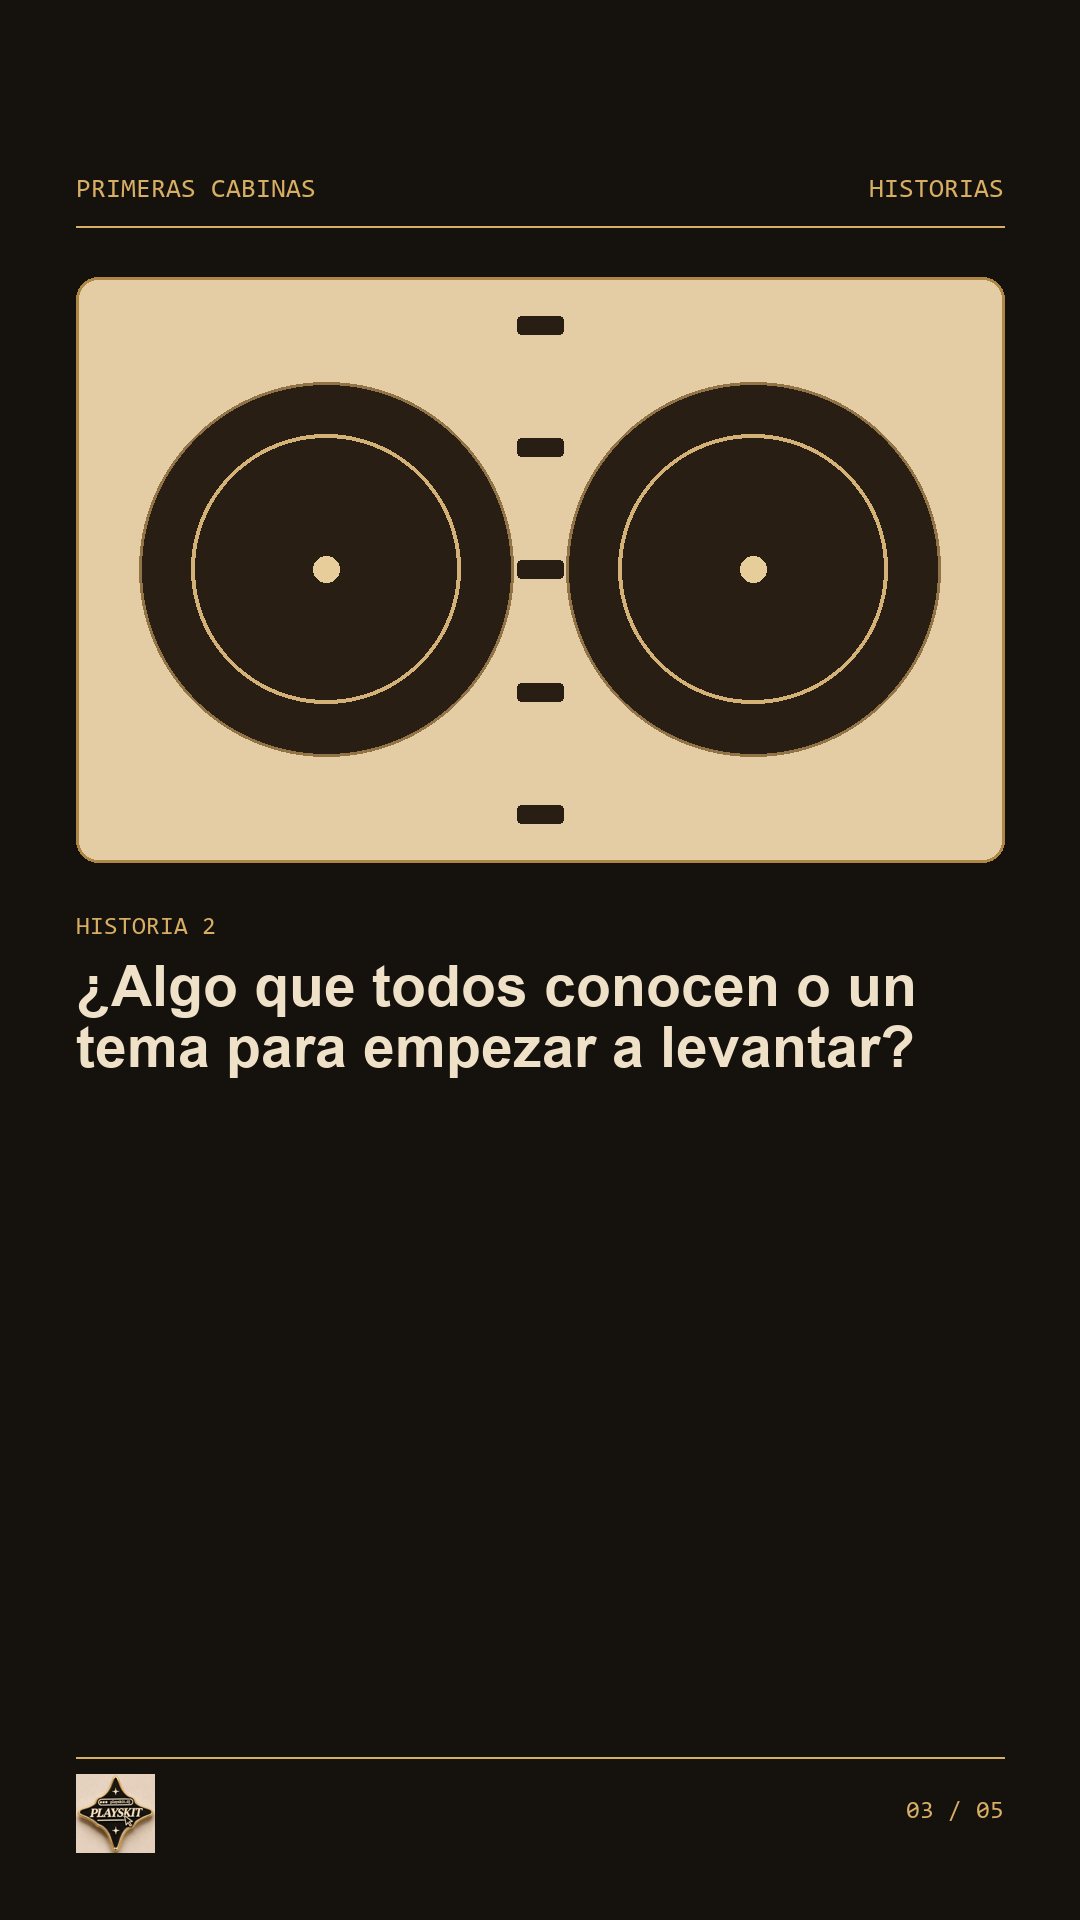 PRIMERAS CABINAS
HISTORIAS
HISTORIA 2
¿Algo que todos conocen o un
tema para empezar a levantar?
PLAYSKIT
03 / 05